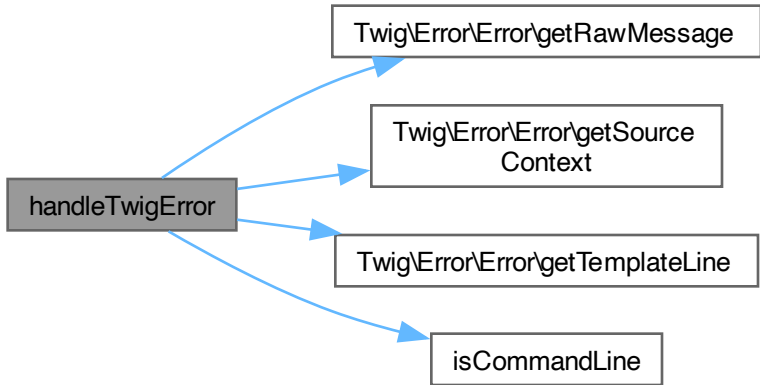 Twig\Error\Error\getRawMessage
Twig\Error\Error\getSource
Context
handleTwigError
Twig\Error\Error\getTemplateLine
isCommandLine